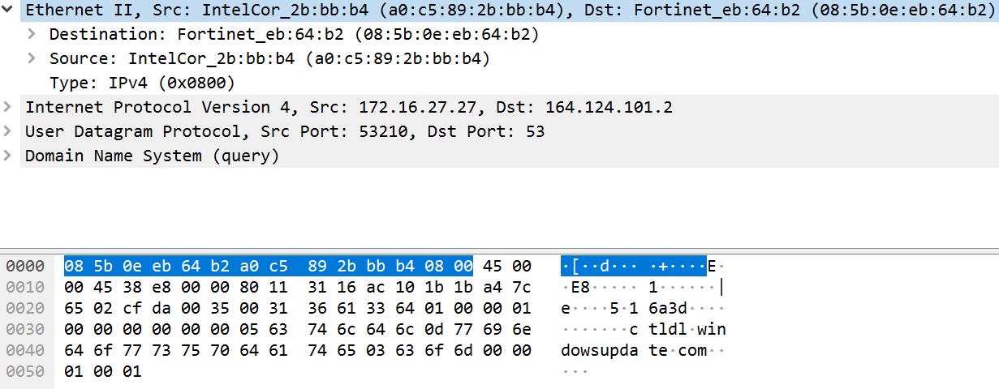 Ethernet II, Src: IntelCor_2b:bb:b4 (a0:c5:89:2b:bb:b4), Dst: Fortinet_eb:64:b2 (08:5b:0e:eb:64:b2)
Destination: Fortinet_eb:64:b2 (08:5b:0e:eb:64:b2)
Source: IntelCor_2b:bb:b4 (a0:c5:89:2b:bb:b4)
Type: IPv4 (0x0800)
Internet Protocol Version 4, Src: 172.16.27.27, Dst: 164.124.101.2
User Datagram Protocol, Src Port: 53210, Dst Port: 53
Domain Name System (query)
0000 08 5b 0e eb 64 b2 a0 c5 89 2b bb b4 08 00 45 00 ·[··d··· ·+····E·
0010 00 45 38 e8 00 00 80 11 31 16 ac 10 1b 1b a4 7c ·E8····· 1······|
0020 65 02 cf da 00 35 00 31 36 61 33 64 01 00 00 01 e····5·1 6a3d····
0030 00 00 00 00 00 00 05 63 74 6c 64 6c 0d 77 69 6e ·······c tldl·win
0040 64 6f 77 73 75 70 64 61 74 65 03 63 6f 6d 00 00 dowsupda te·com··
0050 01 00 01 ···